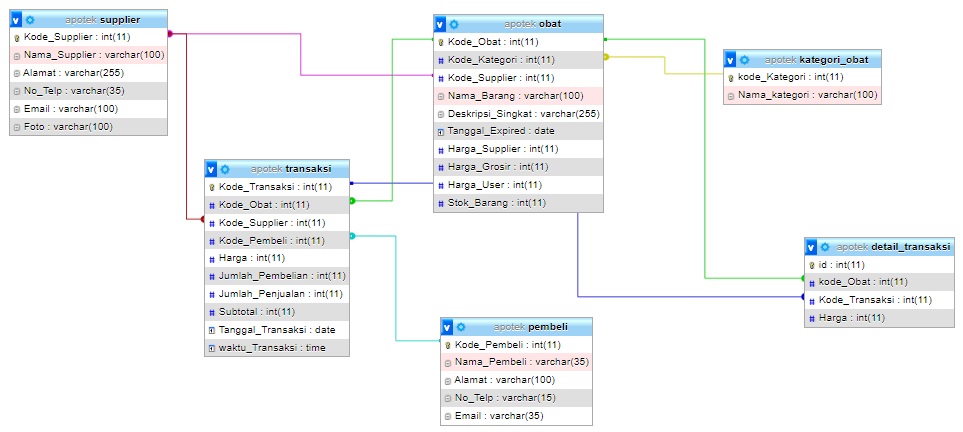 apotek supplier
Kode_Supplier : int(11)
Nama_Supplier : varchar(100)
Alamat : varchar(255)
No_Telp : varchar(35)
Email : varchar(100)
Foto : varchar(100)
apotek obat
Kode_Obat : int(11)
Kode_Kategori : int(11)
Kode_Supplier : int(11)
Nama_Barang : varchar(100)
Deskripsi_Singkat : varchar(255)
Tanggal_Expired : date
Harga_Supplier : int(11)
Harga_Grosir : int(11)
Harga_User : int(11)
Stok_Barang : int(11)
apotek kategori_obat
kode_Kategori : int(11)
Nama_kategori : varchar(100)
apotek transaksi
Kode_Transaksi : int(11)
Kode_Obat : int(11)
Kode_Supplier : int(11)
Kode_Pembeli : int(11)
Harga : int(11)
Jumlah_Pembelian : int(11)
Jumlah_Penjualan : int(11)
Subtotal : int(11)
Tanggal_Transaksi : date
waktu_Transaksi : time
apotek detail_transaksi
id : int(11)
kode_Obat : int(11)
Kode_Transaksi : int(11)
Harga : int(11)
apotek pembeli
Kode_Pembeli : int(11)
Nama_Pembeli : varchar(35)
Alamat : varchar(100)
No_Telp : varchar(15)
Email : varchar(35)